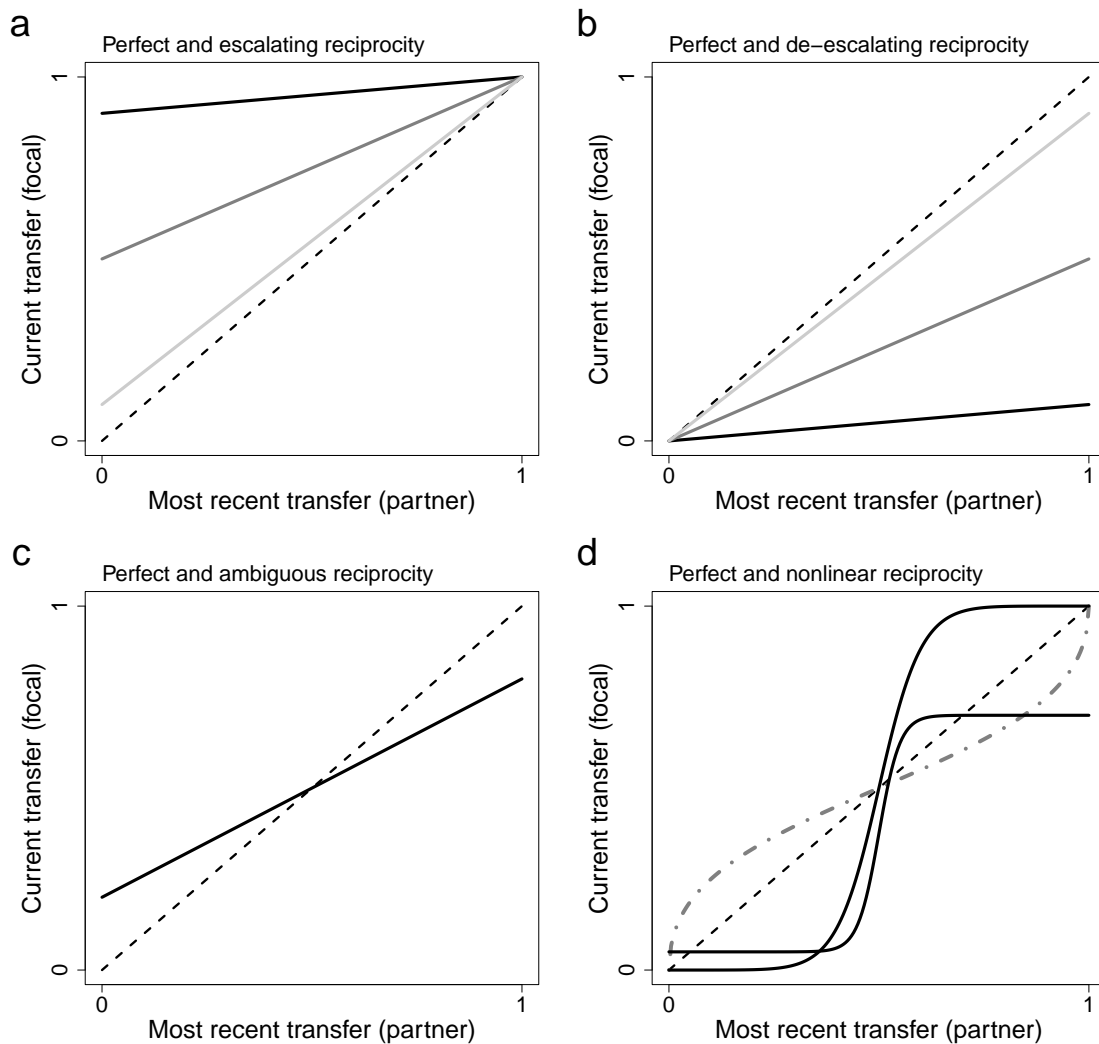 a
Perfect and escalating reciprocity
1
0
Current transfer (focal)
0 1
Most recent transfer (partner)
b
Perfect and de−escalating reciprocity
1
0
Current transfer (focal)
0 1
Most recent transfer (partner)
c
Perfect and ambiguous reciprocity
1
0
Current transfer (focal)
0 1
Most recent transfer (partner)
d
Perfect and nonlinear reciprocity
1
0
Current transfer (focal)
0 1
Most recent transfer (partner)